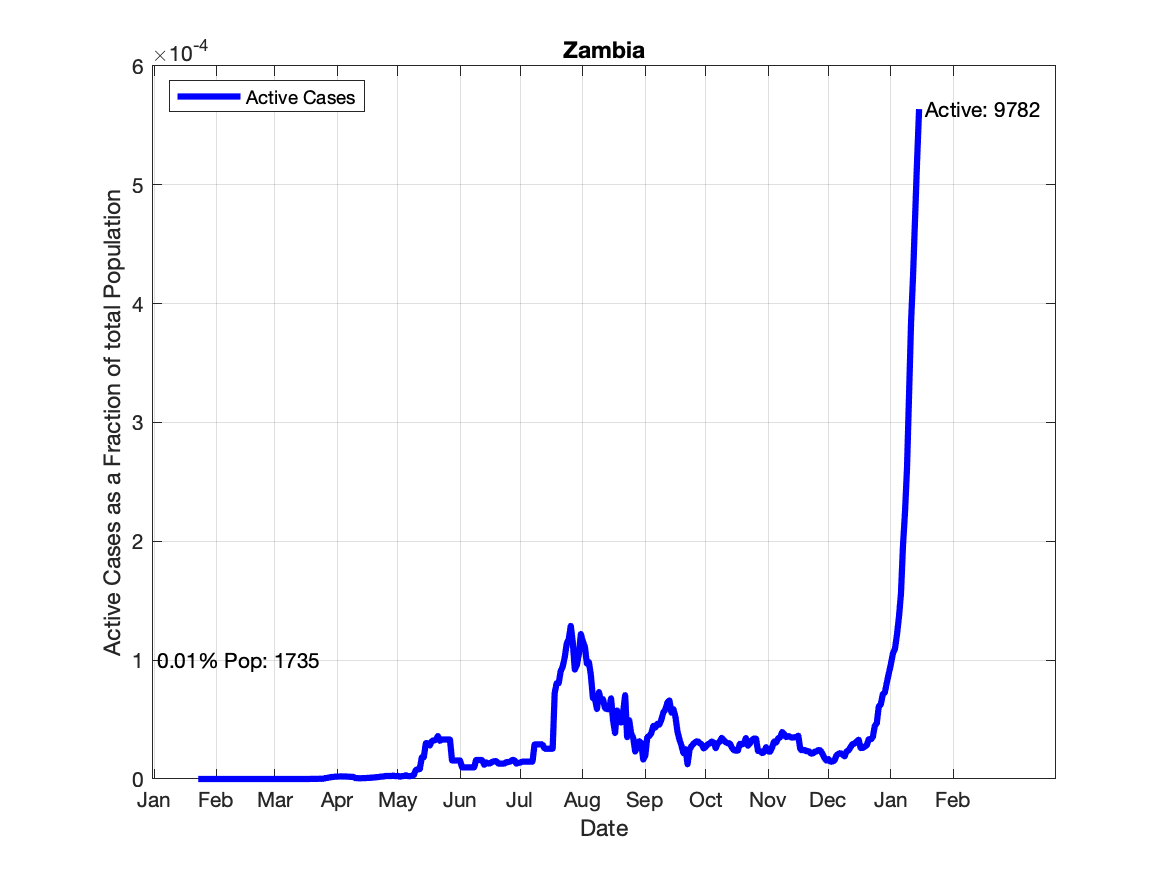 Zambia
×10⁻⁴
Active Cases
Active: 9782
0.01% Pop: 1735
6
5
4
3
2
1
0
Active Cases as a Fraction of total Population
Jan Feb Mar Apr May Jun Jul Aug Sep Oct Nov Dec Jan Feb
Date